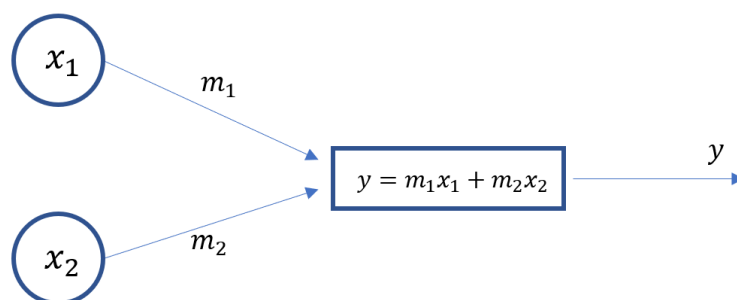 x₁
m₁
y
y = m₁x₁ + m₂x₂
m₂
x₂